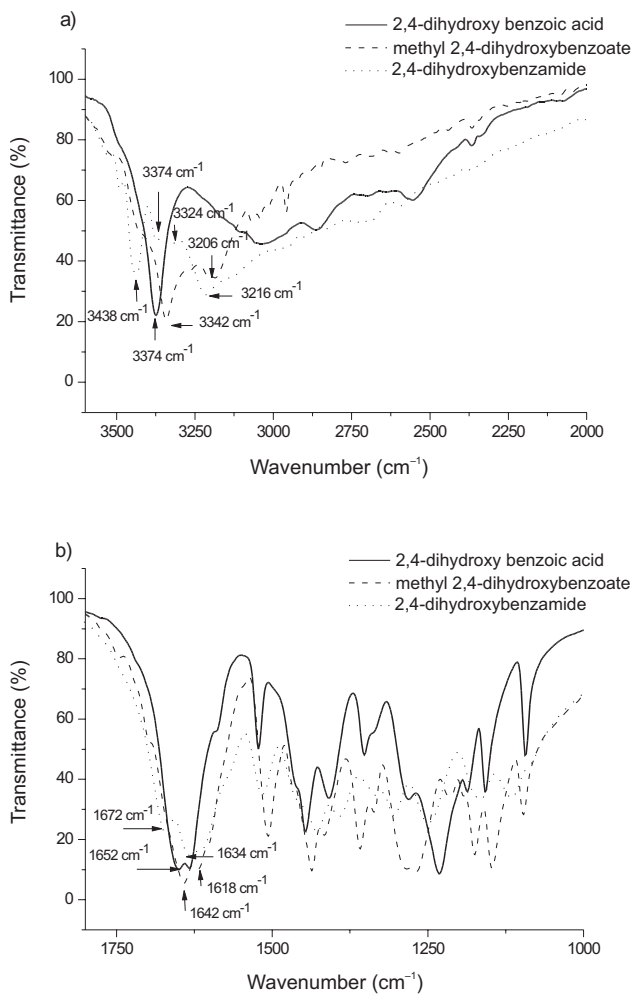 a)
2,4-dihydroxy benzoic acid
methyl 2,4-dihydroxybenzoate
2,4-dihydroxybenzamide
100
80
60
40
20
0
Transmittance (%)
3374 cm⁻¹
3324 cm⁻¹
3206 cm⁻¹
3216 cm⁻¹
3438 cm⁻¹
3342 cm⁻¹
3374 cm⁻¹
3500 3250 3000 2750 2500 2250 2000
Wavenumber (cm⁻¹)
b)
2,4-dihydroxy benzoic acid
methyl 2,4-dihydroxybenzoate
2,4-dihydroxybenzamide
100
80
60
40
20
0
Transmittance (%)
1672 cm⁻¹
1652 cm⁻¹
1634 cm⁻¹
1618 cm⁻¹
1642 cm⁻¹
1750 1500 1250 1000
Wavenumber (cm⁻¹)